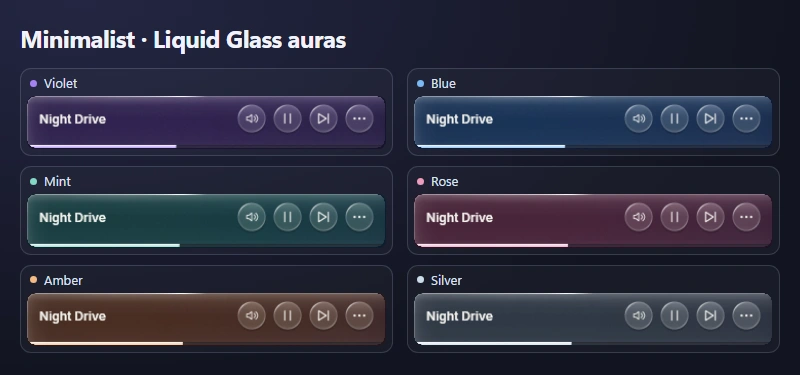 Minimalist · Liquid Glass auras
Violet
Night Drive
Blue
Night Drive
Mint
Night Drive
Rose
Night Drive
Amber
Night Drive
Silver
Night Drive